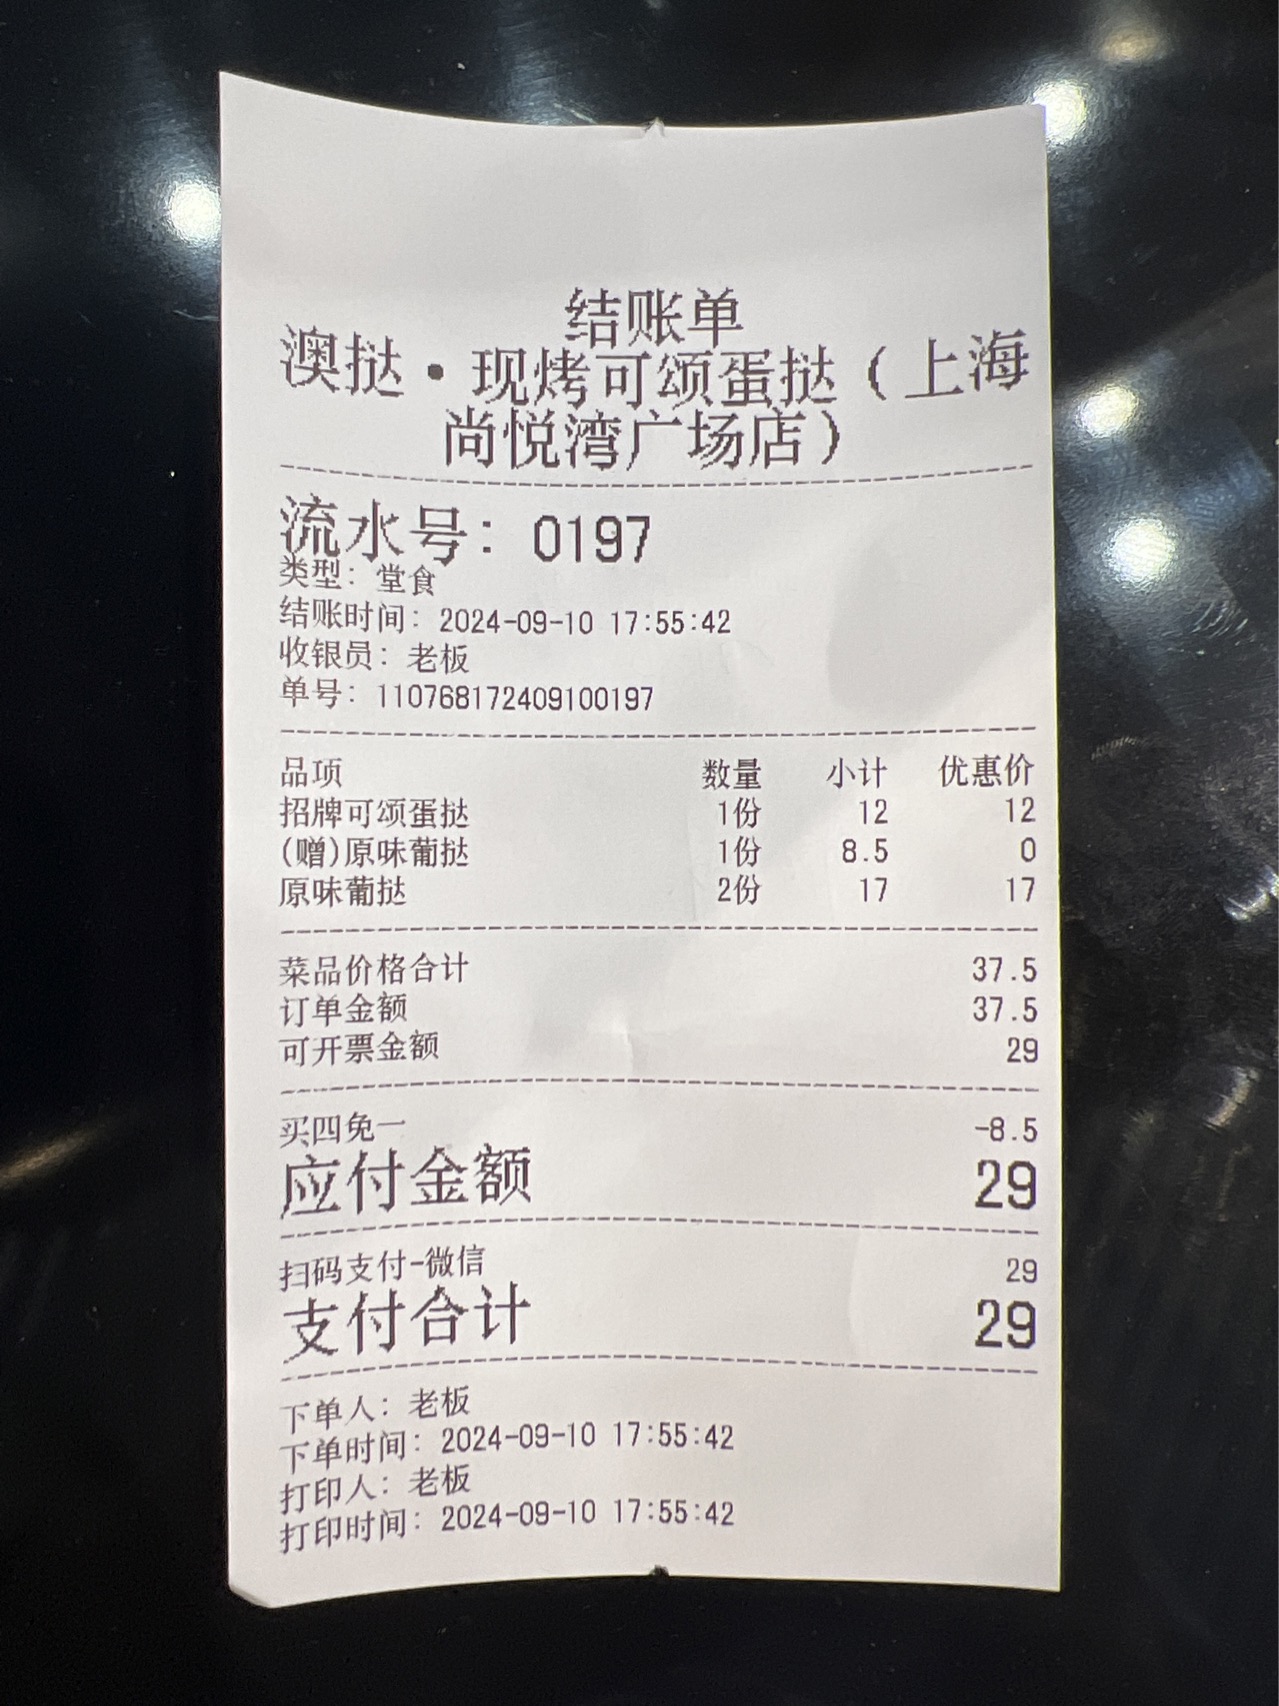 结账单
澳挞·现烤可颂蛋挞（上海
尚悦湾广场店）
流水号：0197
类型：堂食
结账时间：2024-09-10 17:55:42
收银员：老板
单号：110768172409100197
品项 数量 小计 优惠价
招牌可颂蛋挞 1份 12 12
(赠)原味葡挞 1份 8.5 0
原味葡挞 2份 17 17
菜品价格合计 37.5
订单金额 37.5
可开票金额 29
买四免一 -8.5
应付金额 29
扫码支付-微信 29
支付合计 29
下单人：老板
下单时间：2024-09-10 17:55:42
打印人：老板
打印时间：2024-09-10 17:55:42